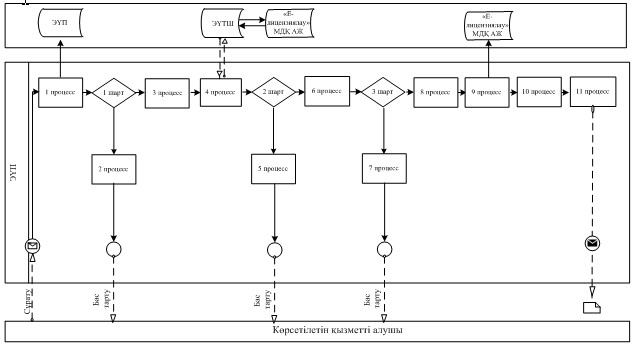 ЭҮП
ЭҮТШ
«Е-
лицензиялау»
МДҚ АЖ
«Е-
лицензиялау»
МДҚ АЖ
ЭҮП
1 процесс
1 шарт
3 процесс
4 процесс
2 шарт
6 процесс
3 шарт
8 процесс
9 процесс
10 процесс
11 процесс
2 процесс
5 процесс
7 процесс
Сұрату
Бас
тарту
Бас
тарту
Бас
тарту
Көрсетілетін қызметті алушы